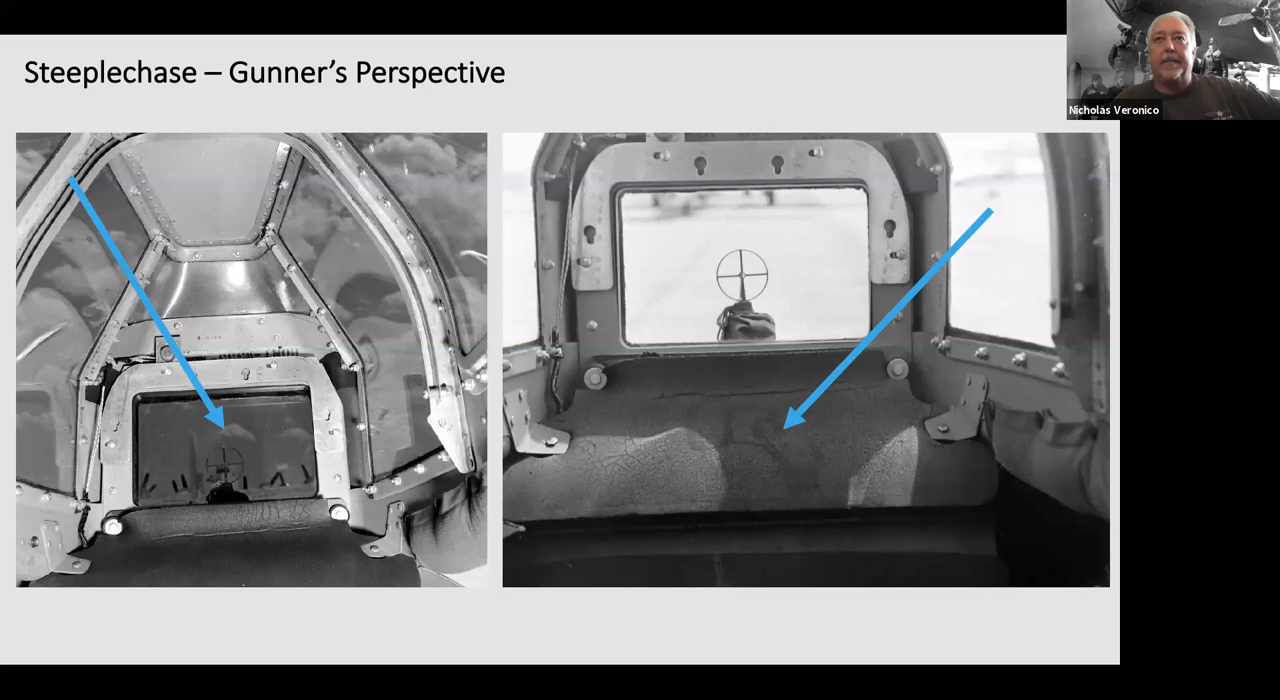 Steeplechase – Gunner’s Perspective
Nicholas Veronico